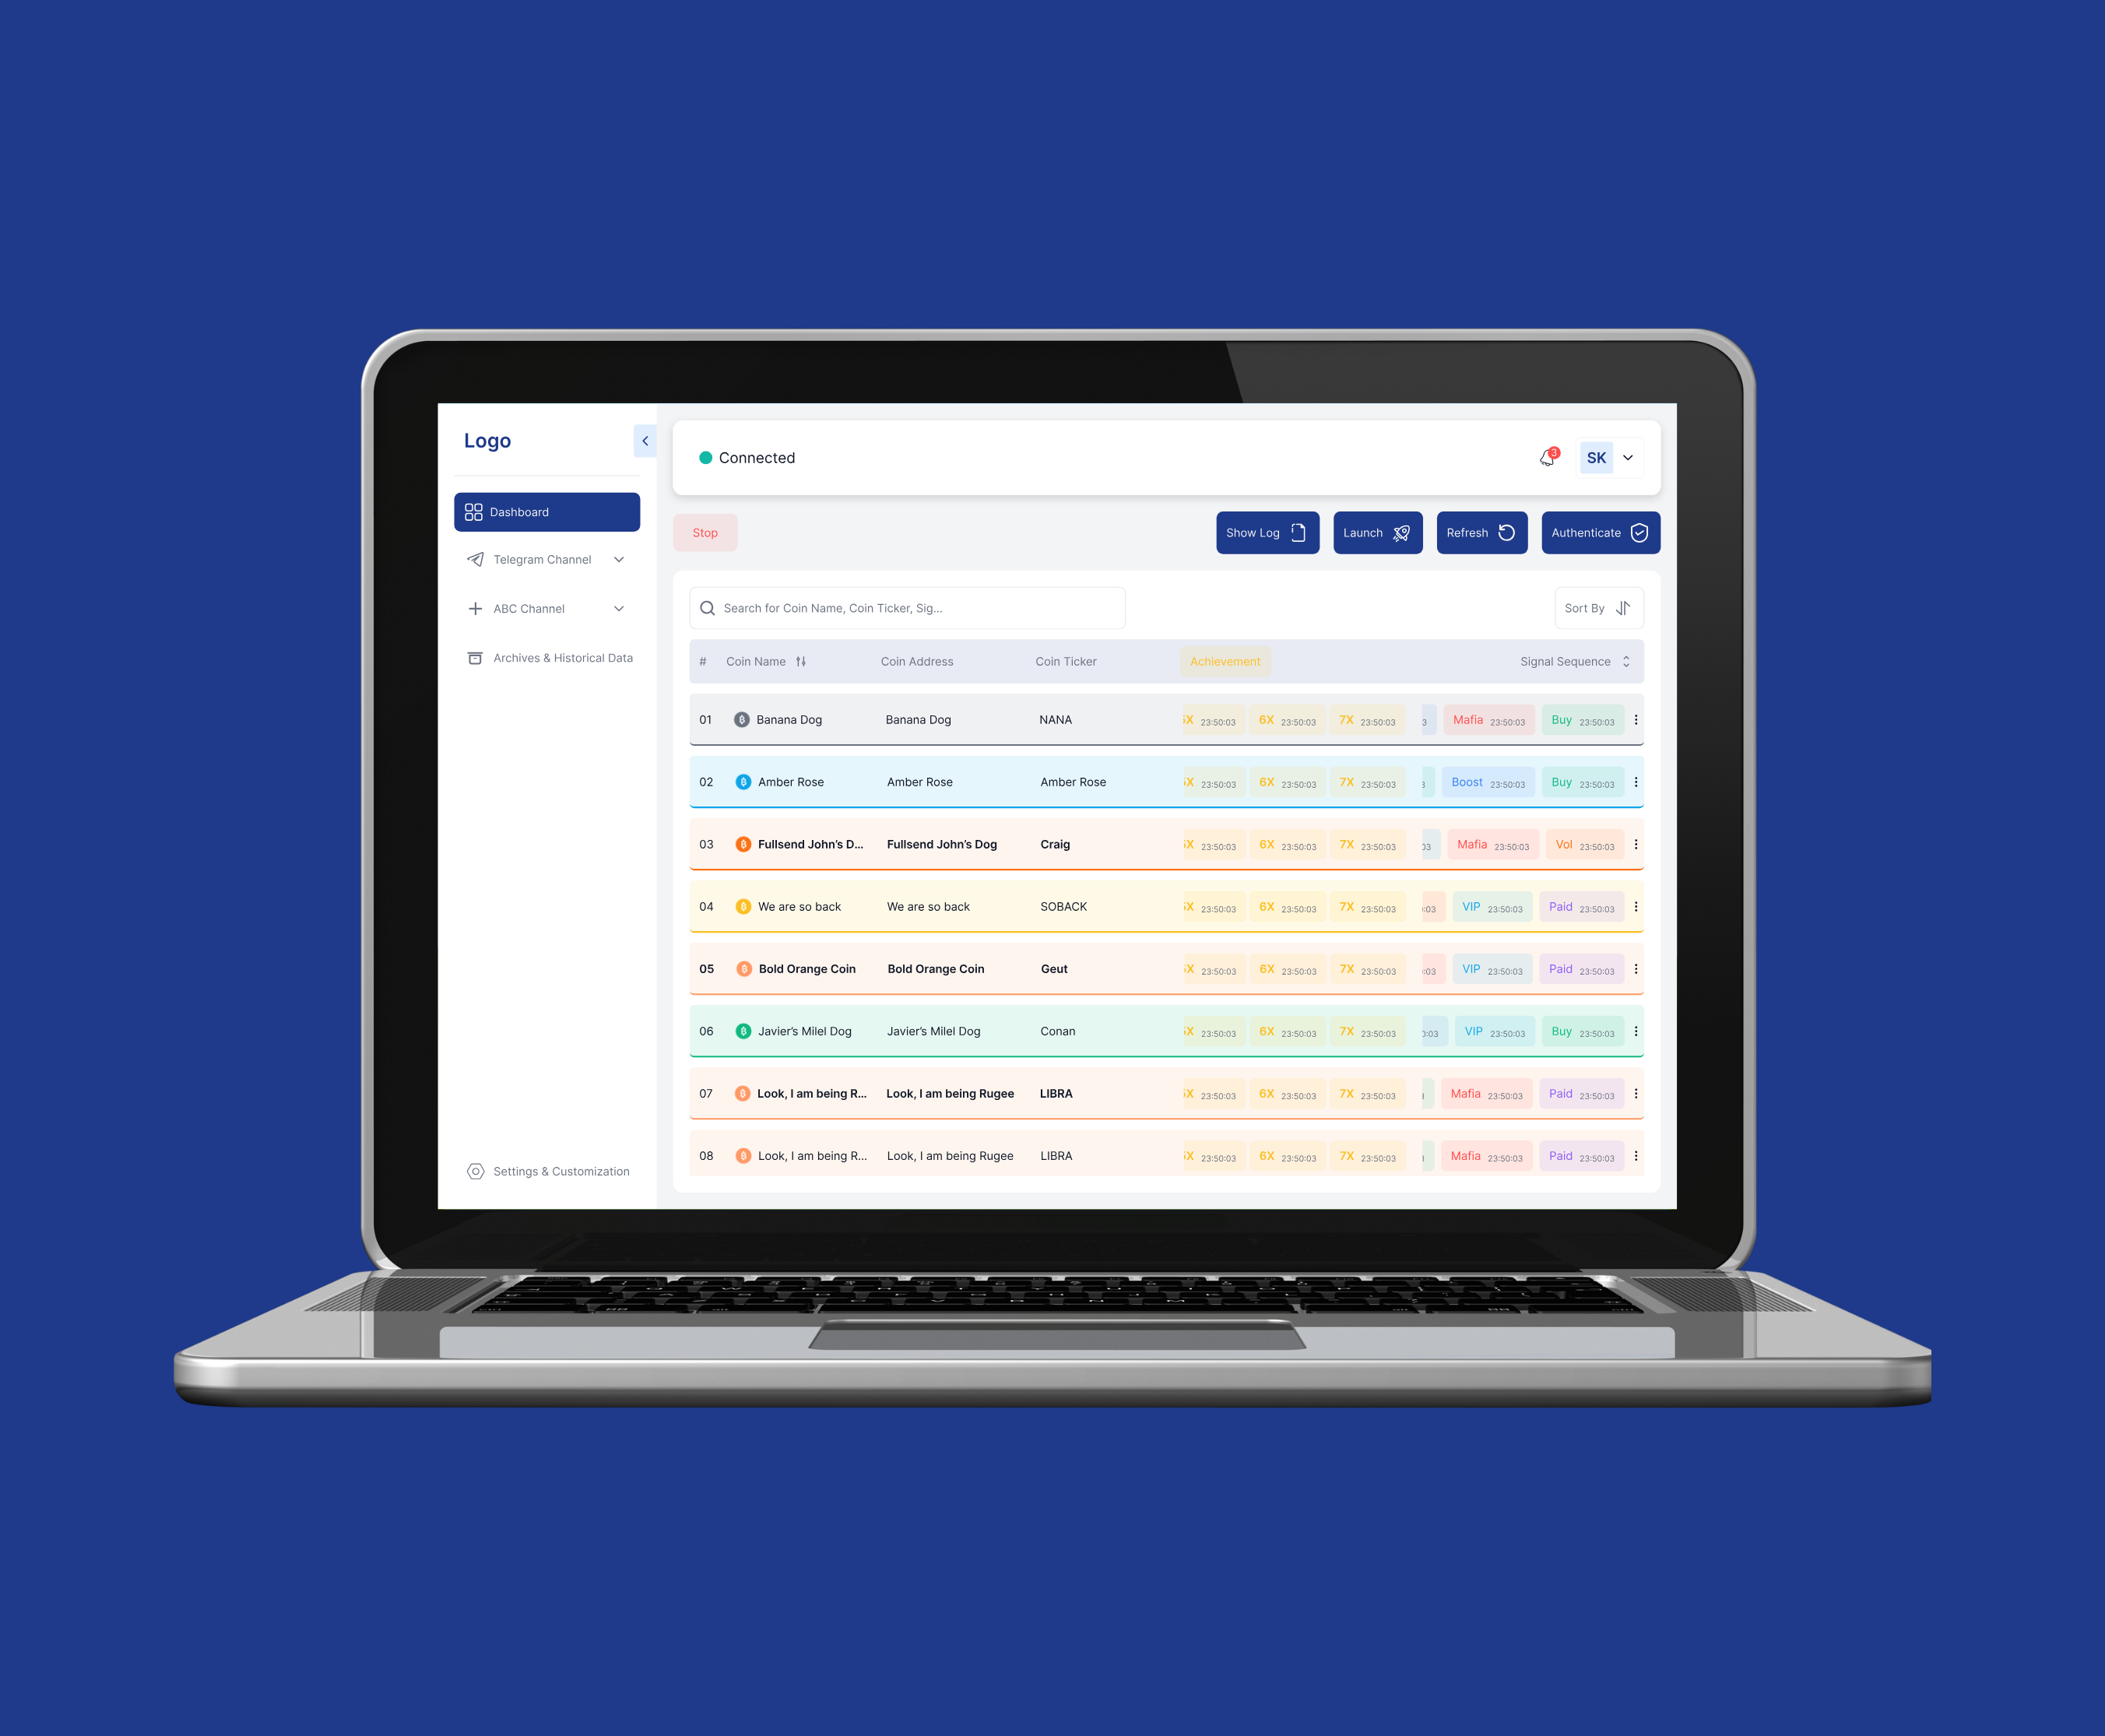 Logo
Connected
3
SK
Dashboard
Telegram Channel
ABC Channel
Archives & Historical Data
Settings & Customization
Stop
Show Log
Launch
Refresh
Authenticate
Search for Coin Name, Coin Ticker, Sig...
Sort By
# Coin Name Coin Address Coin Ticker Achievement Signal Sequence
01 Banana Dog Banana Dog NANA X 23:50:03 6X 23:50:03 7X 23:50:03 3 Mafia 23:50:03 Buy 23:50:03
02 Amber Rose Amber Rose Amber Rose X 23:50:03 6X 23:50:03 7X 23:50:03 3 Boost 23:50:03 Buy 23:50:03
03 Fullsend John's D... Fullsend John's Dog Craig X 23:50:03 6X 23:50:03 7X 23:50:03 03 Mafia 23:50:03 Vol 23:50:03
04 We are so back We are so back SOBACK X 23:50:03 6X 23:50:03 7X 23:50:03 :03 VIP 23:50:03 Paid 23:50:03
05 Bold Orange Coin Bold Orange Coin Geut X 23:50:03 6X 23:50:03 7X 23:50:03 :03 VIP 23:50:03 Paid 23:50:03
06 Javier's Milel Dog Javier's Milel Dog Conan X 23:50:03 6X 23:50:03 7X 23:50:03 0:03 VIP 23:50:03 Buy 23:50:03
07 Look, I am being R... Look, I am being Rugee LIBRA X 23:50:03 6X 23:50:03 7X 23:50:03 Mafia 23:50:03 Paid 23:50:03
08 Look, I am being R... Look, I am being Rugee LIBRA X 23:50:03 6X 23:50:03 7X 23:50:03 Mafia 23:50:03 Paid 23:50:03